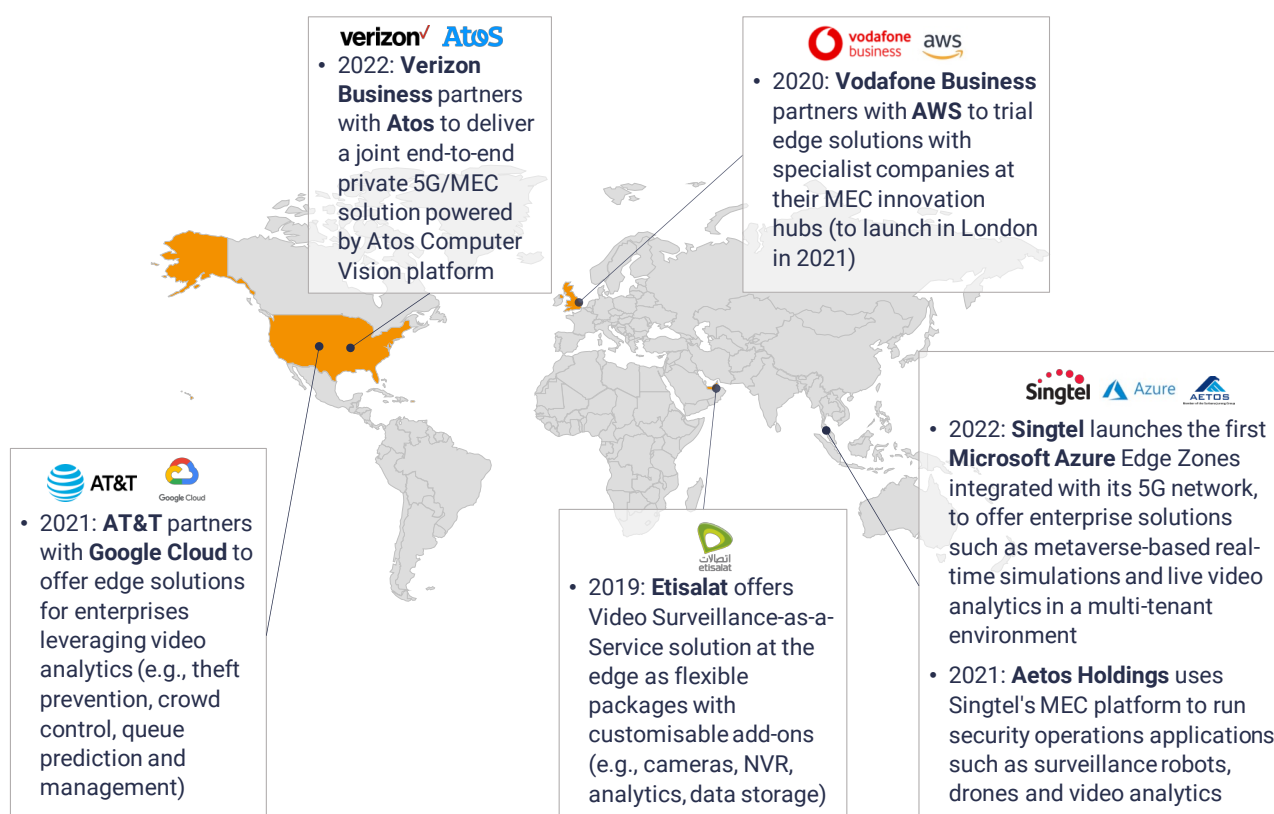 verizon Atos
• 2022: Verizon
Business partners
with Atos to deliver
a joint end-to-end
private 5G/MEC
solution powered
by Atos Computer
Vision platform
vodafone
business
aws
• 2020: Vodafone Business
partners with AWS to trial
edge solutions with
specialist companies at
their MEC innovation
hubs (to launch in London
in 2021)
AT&T
Google Cloud
• 2021: AT&T partners
with Google Cloud to
offer edge solutions
for enterprises
leveraging video
analytics (e.g., theft
prevention, crowd
control, queue
prediction and
management)
اتصالات
etisalat
• 2019: Etisalat offers
Video Surveillance-as-a-
Service solution at the
edge as flexible
packages with
customisable add-ons
(e.g., cameras, NVR,
analytics, data storage)
Singtel Azure AETOS
• 2022: Singtel launches the first
Microsoft Azure Edge Zones
integrated with its 5G network,
to offer enterprise solutions
such as metaverse-based real-
time simulations and live video
analytics in a multi-tenant
environment
• 2021: Aetos Holdings uses
Singtel's MEC platform to run
security operations applications
such as surveillance robots,
drones and video analytics